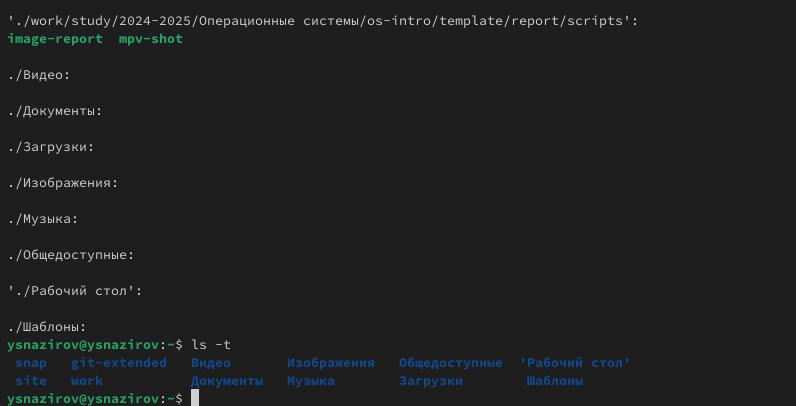 './work/study/2024-2025/Операционные системы/os-intro/template/report/scripts':
image-report  mpv-shot
./Видео:
./Документы:
./Загрузки:
./Изображения:
./Музыка:
./Общедоступные:
'./Рабочий стол':
./Шаблоны:
ysnazirov@ysnazirov:~$ ls -t
snap   git-extended   Видео       Изображения   Общедоступные  'Рабочий стол'
site   work           Документы   Музыка        Загрузки        Шаблоны
ysnazirov@ysnazirov:~$